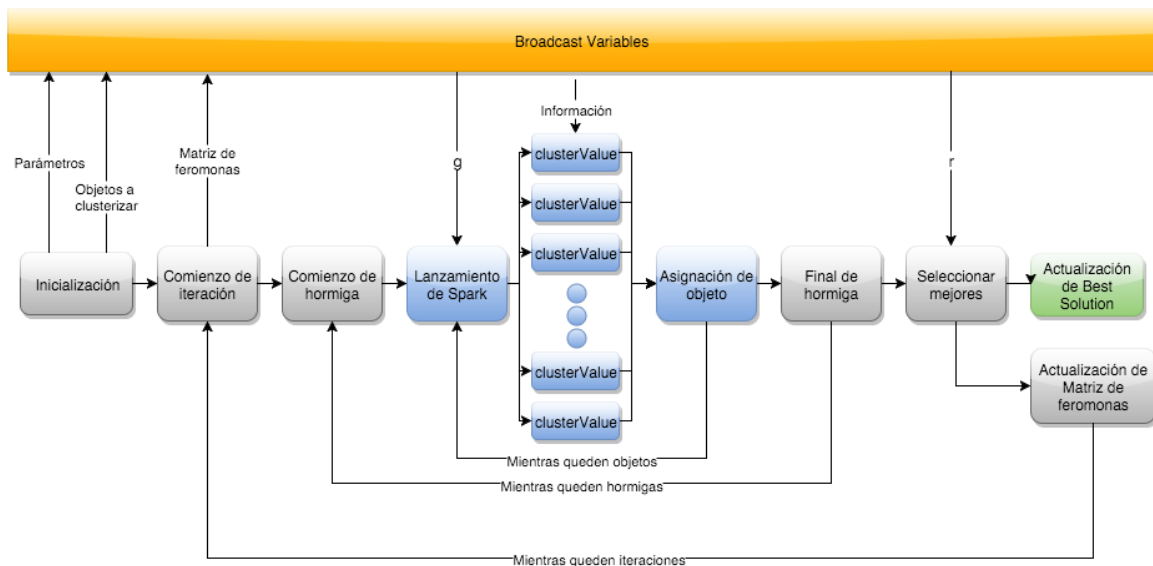 Broadcast Variables
Parámetros
Objetos a
clusterizar
Matriz de
feromonas
g
Información
r
clusterValue
clusterValue
clusterValue
clusterValue
clusterValue
Inicialización
Comienzo de
iteración
Comienzo de
hormiga
Lanzamiento
de Spark
Asignación de
objeto
Final de
hormiga
Seleccionar
mejores
Actualización
de Best
Solution
Actualización de
Matriz de
feromonas
Mientras queden objetos
Mientras queden hormigas
Mientras queden iteraciones